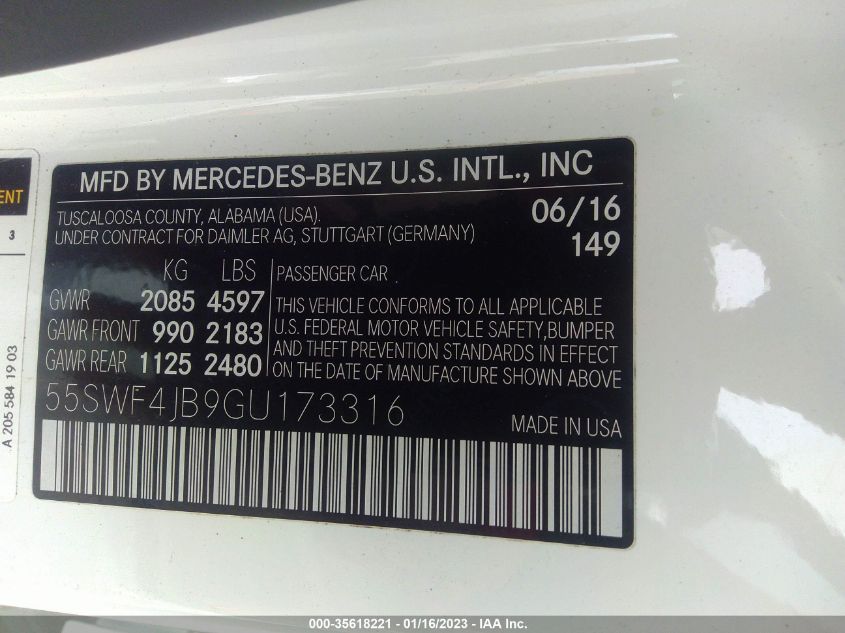 MFD BY MERCEDES-BENZ U.S. INTL., INC
TUSCALOOSA COUNTY, ALABAMA (USA).
UNDER CONTRACT FOR DAIMLER AG, STUTTGART (GERMANY)
06/16
149
KG LBS
GVWR 2085 4597
GAWR FRONT 990 2183
GAWR REAR 1125 2480
PASSENGER CAR
THIS VEHICLE CONFORMS TO ALL APPLICABLE
U.S. FEDERAL MOTOR VEHICLE SAFETY,BUMPER
AND THEFT PREVENTION STANDARDS IN EFFECT
ON THE DATE OF MANUFACTURE SHOWN ABOVE
55SWF4JB9GU173316
MADE IN USA
ENT
3
A 205 584 19 03
000-35618221 - 01/16/2023 - IAA Inc.